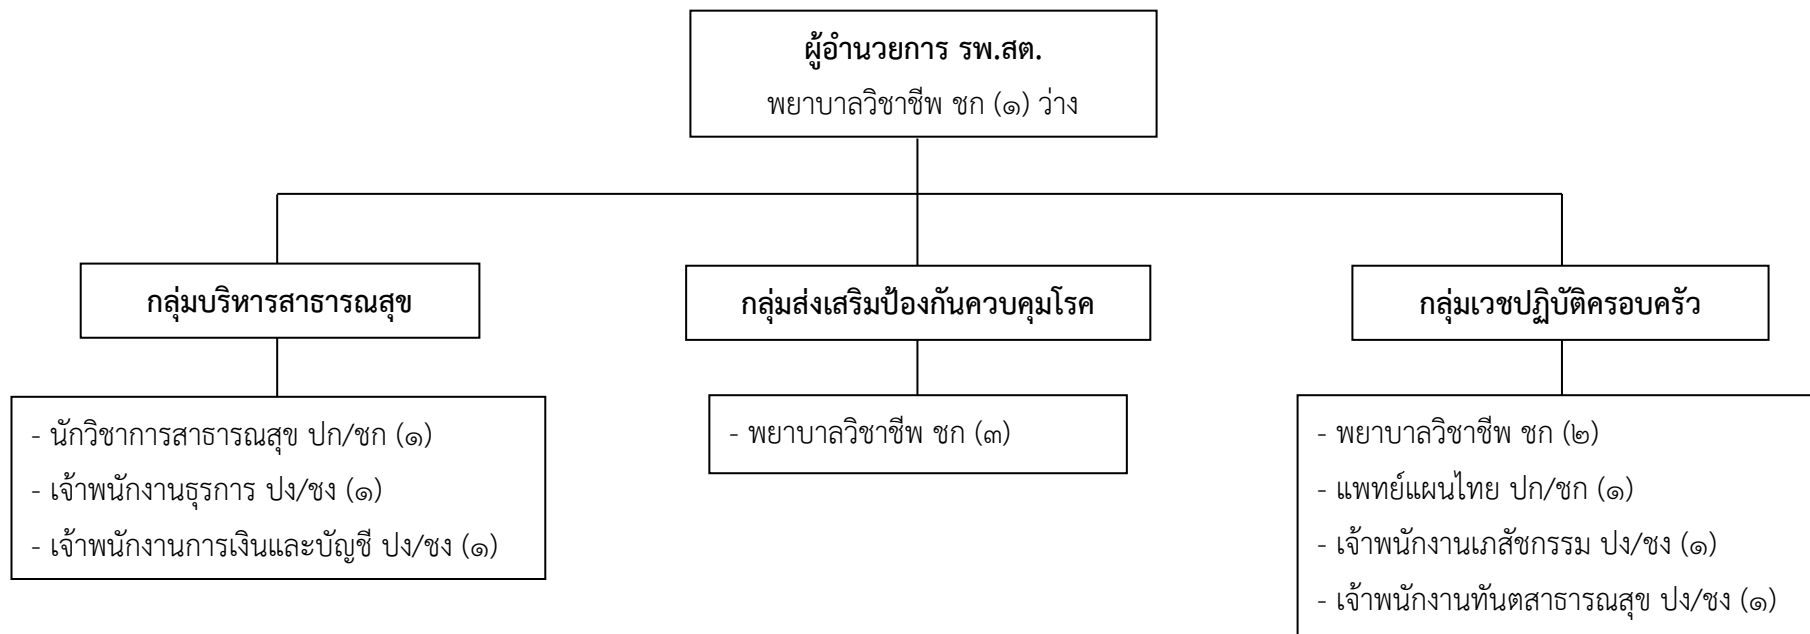 ผู้อำนวยการ รพ.สต.
พยาบาลวิชาชีพ ชก (๑) ว่าง
กลุ่มบริหารสาธารณสุข
- นักวิชาการสาธารณสุข ปก/ชก (๑)
- เจ้าพนักงานธุรการ ปง/ชง (๑)
- เจ้าพนักงานการเงินและบัญชี ปง/ชง (๑)
กลุ่มส่งเสริมป้องกันควบคุมโรค
- พยาบาลวิชาชีพ ชก (๓)
กลุ่มเวชปฏิบัติครอบครัว
- พยาบาลวิชาชีพ ชก (๒)
- แพทย์แผนไทย ปก/ชก (๑)
- เจ้าพนักงานเภสัชกรรม ปง/ชง (๑)
- เจ้าพนักงานทันตสาธารณสุข ปง/ชง (๑)